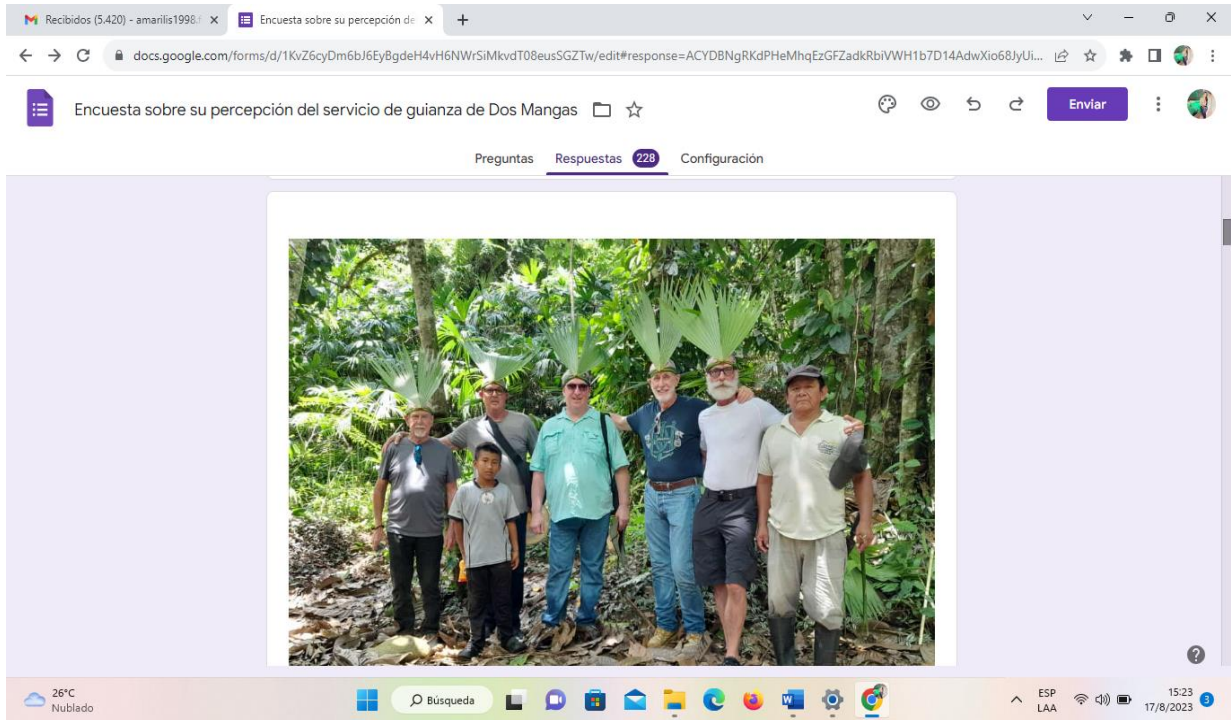 Recibidos (5.420) - amarilis1998.f
Encuesta sobre su percepción de
docs.google.com/forms/d/1KvZ6cyDm6bJ6EyBgdeH4vH6NWrSiMkvdT08eusSGZTw/edit#response=ACYDBNgRKdPHeMhqEzGFZadkRbiVWH1b7D14AdwXio68JyUi...
Encuesta sobre su percepción del servicio de guianza de Dos Mangas
Enviar
Preguntas Respuestas 228 Configuración
26°C
Nublado
Búsqueda
ESP
LAA
15:23
17/8/2023
3